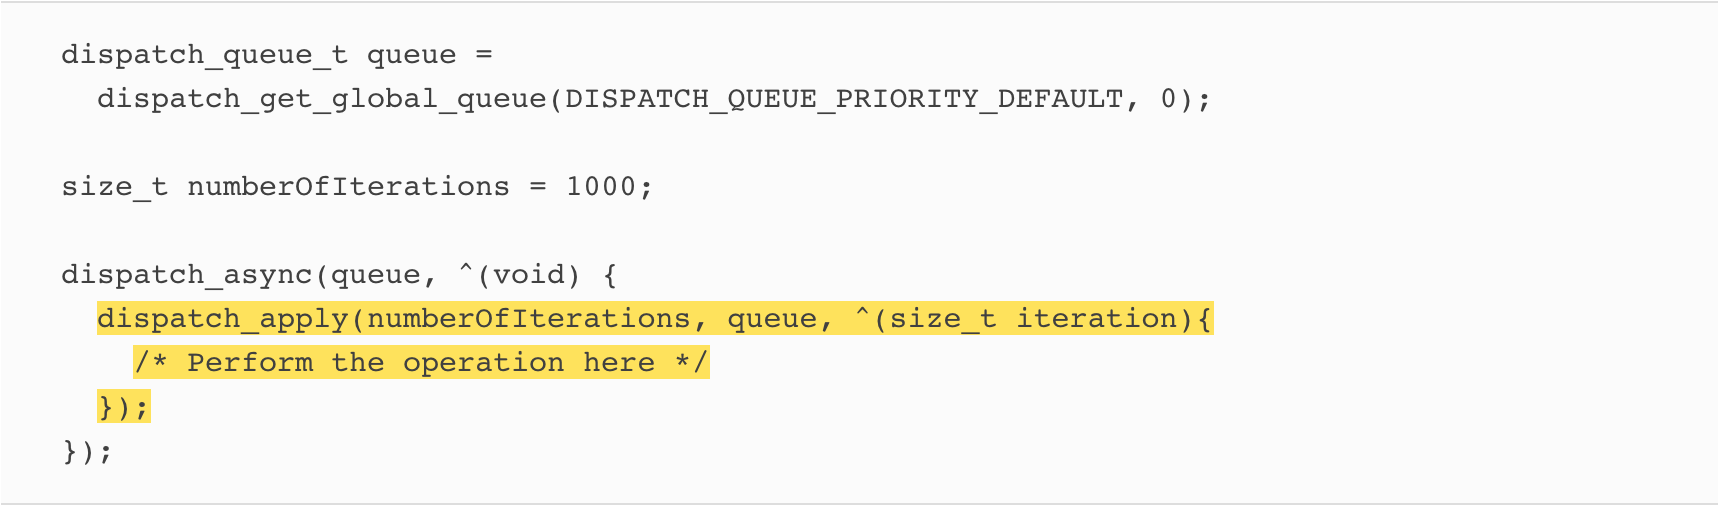 dispatch_queue_t queue =
dispatch_get_global_queue(DISPATCH_QUEUE_PRIORITY_DEFAULT, 0);
size_t numberOfIterations = 1000;
dispatch_async(queue, ^(void) {
dispatch_apply(numberOfIterations, queue, ^(size_t iteration){
/* Perform the operation here */
});
});